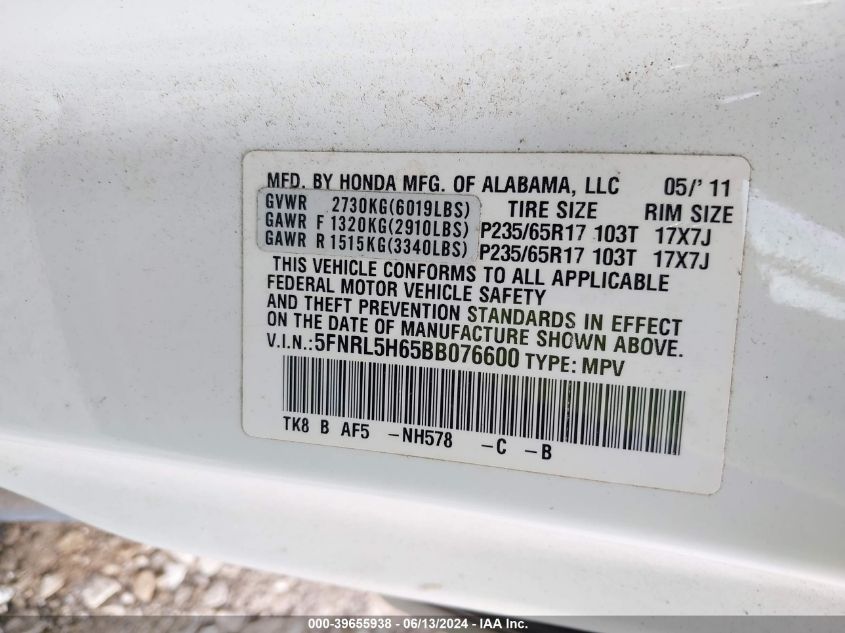 MFD. BY HONDA MFG. OF ALABAMA, LLC 05/'11
GVWR 2730KG(6019LBS) TIRE SIZE RIM SIZE
GAWR F 1320KG(2910LBS) P235/65R17 103T 17X7J
GAWR R 1515KG(3340LBS) P235/65R17 103T 17X7J
THIS VEHICLE CONFORMS TO ALL APPLICABLE
FEDERAL MOTOR VEHICLE SAFETY
AND THEFT PREVENTION STANDARDS IN EFFECT
ON THE DATE OF MANUFACTURE SHOWN ABOVE.
V.I.N.: 5FNRL5H65BB076600 TYPE: MPV
TK8 B AF5 -NH578 -C -B
000-39655938 - 06/13/2024 - IAAI.com